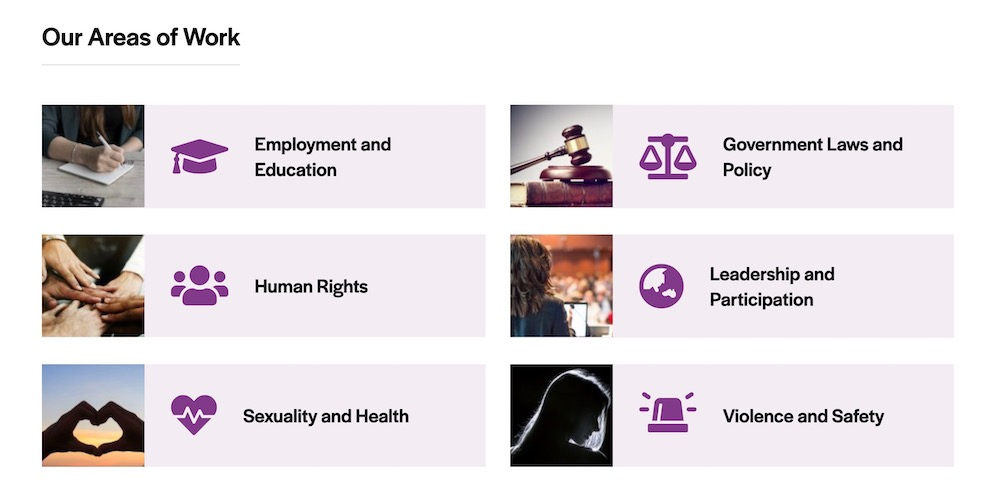 Our Areas of Work
Employment and
Education
Government Laws and
Policy
Human Rights
Leadership and
Participation
Sexuality and Health
Violence and Safety